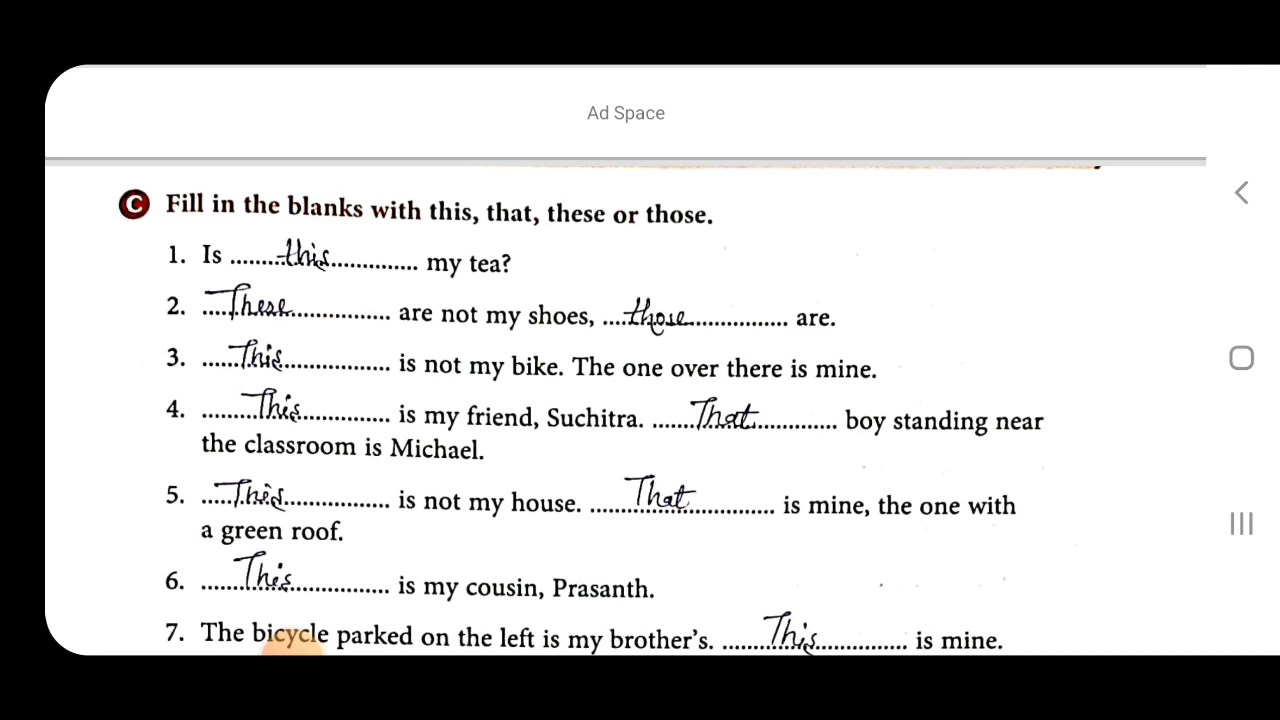 Ad Space
C Fill in the blanks with this, that, these or those.
1. Is ........this.............. my tea?
2. .....These............... are not my shoes, ....those............... are.
3. ......This................. is not my bike. The one over there is mine.
4. ........This.............. is my friend, Suchitra. .......That............. boy standing near
the classroom is Michael.
5. .....This................. is not my house. ......That............. is mine, the one with
a green roof.
6. .......This............... is my cousin, Prasanth.
7. The bicycle parked on the left is my brother's. .......This.............. is mine.